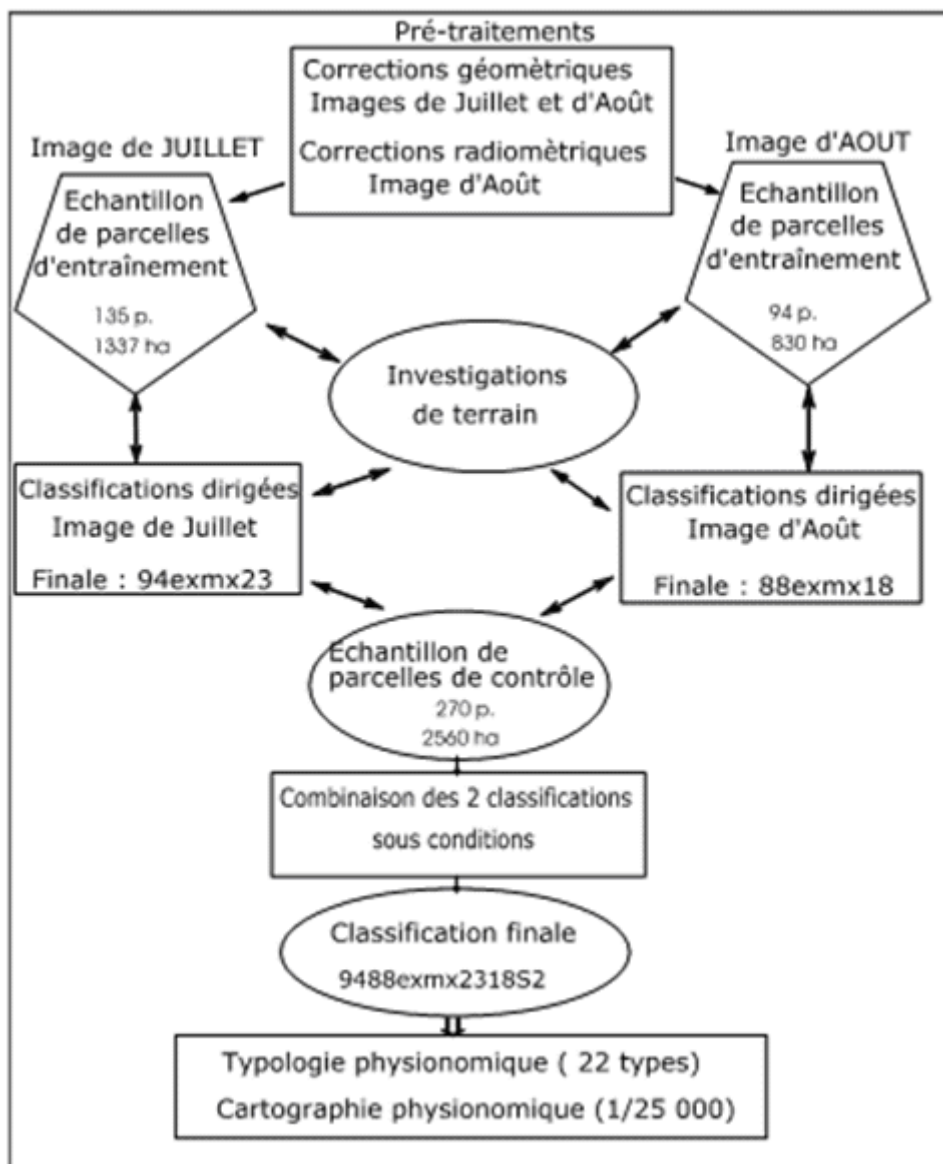 Pré-traitements
Corrections géomètriques
Images de Juillet et d'Août
Corrections radiomètriques
Image d'Août
Image de JUILLET
Echantillon
de parcelles
d'entraînement
135 p.
1337 ha
Image d'AOUT
Echantillon
de parcelles
d'entraînement
94 p.
830 ha
Investigations
de terrain
Classifications dirigées
Image de Juillet
Finale : 94exmx23
Classifications dirigées
Image d'Août
Finale : 88exmx18
Echantillon de
parcelles de contrôle
270 p.
2560 ha
Combinaison des 2 classifications
sous conditions
Classification finale
9488exmx2318S2
Typologie physionomique ( 22 types)
Cartographie physionomique (1/25 000)